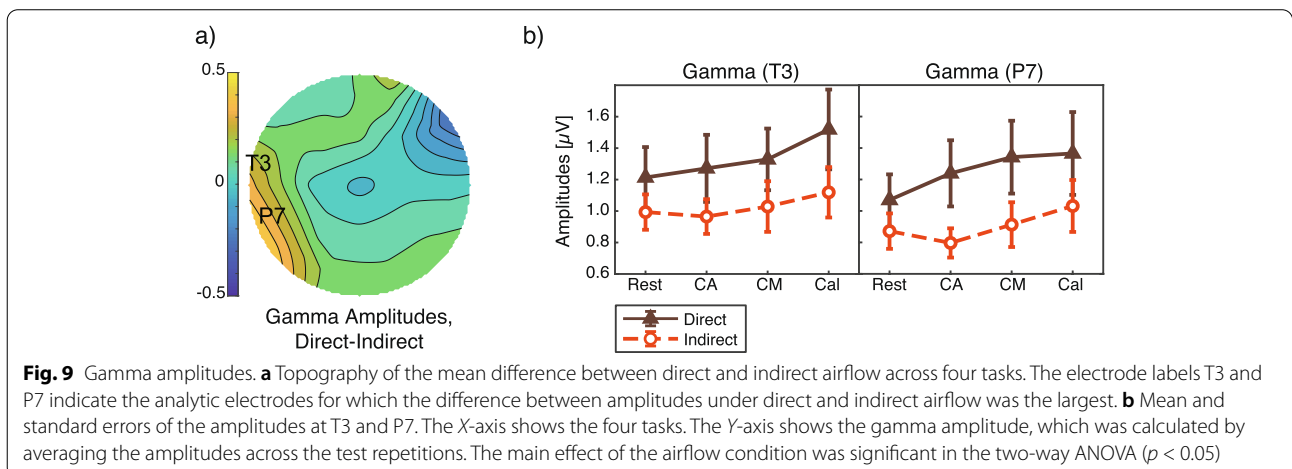 a)
0.5
0
-0.5
T3
P7
Gamma Amplitudes,
Direct-Indirect
b)
Gamma (T3)
Gamma (P7)
Amplitudes [µV]
1.6
1.4
1.2
1.0
0.8
0.6
Rest CA CM Cal
Rest CA CM Cal
Direct
Indirect
Fig. 9 Gamma amplitudes. a Topography of the mean difference between direct and indirect airflow across four tasks. The electrode labels T3 and
P7 indicate the analytic electrodes for which the difference between amplitudes under direct and indirect airflow was the largest. b Mean and
standard errors of the amplitudes at T3 and P7. The X-axis shows the four tasks. The Y-axis shows the gamma amplitude, which was calculated by
averaging the amplitudes across the test repetitions. The main effect of the airflow condition was significant in the two-way ANOVA (p < 0.05)